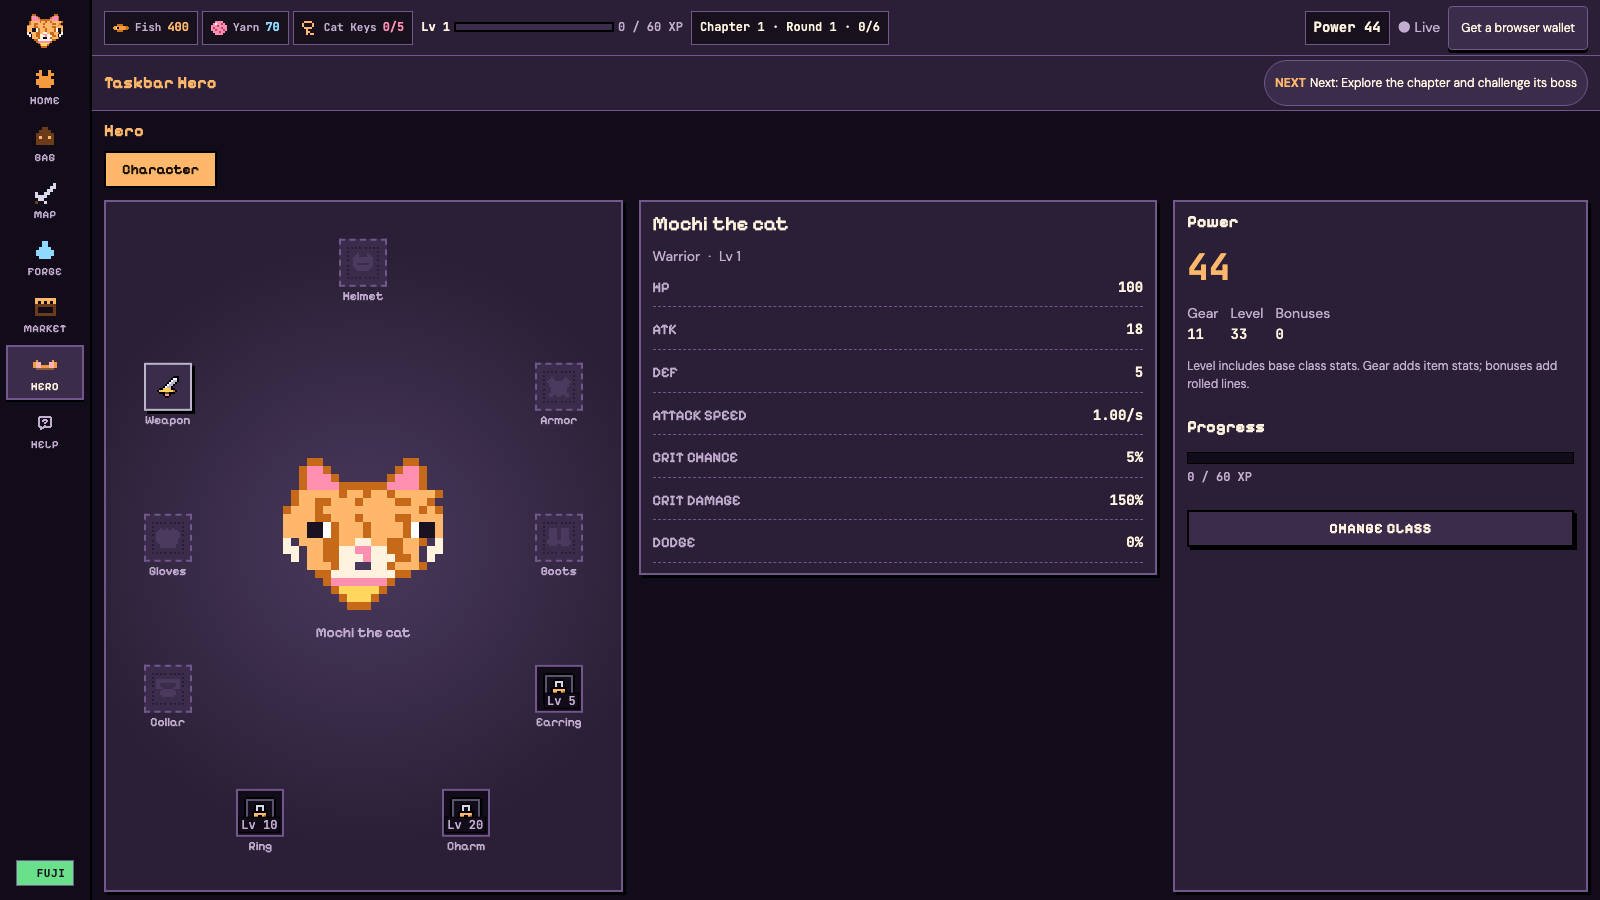 Fish 400
Yarn 70
Cat Keys 0/5
Lv 1
0 / 60 XP
Chapter 1 · Round 1 · 0/6
Power 44
Live
Get a browser wallet
HOME
BAG
MAP
FORGE
MARKET
HERO
HELP
FUJI
Taskbar Hero
NEXT Next: Explore the chapter and challenge its boss
Hero
Character
Helmet
Weapon
Armor
Gloves
Boots
Mochi the cat
Collar
Lv 5
Earring
Lv 10
Ring
Lv 20
Charm
Mochi the cat
Warrior · Lv 1
HP 100
ATK 18
DEF 5
ATTACK SPEED 1.00/s
CRIT CHANCE 5%
CRIT DAMAGE 150%
DODGE 0%
Power
44
Gear Level Bonuses
11 33 0
Level includes base class stats. Gear adds item stats; bonuses add
rolled lines.
Progress
0 / 60 XP
CHANGE CLASS